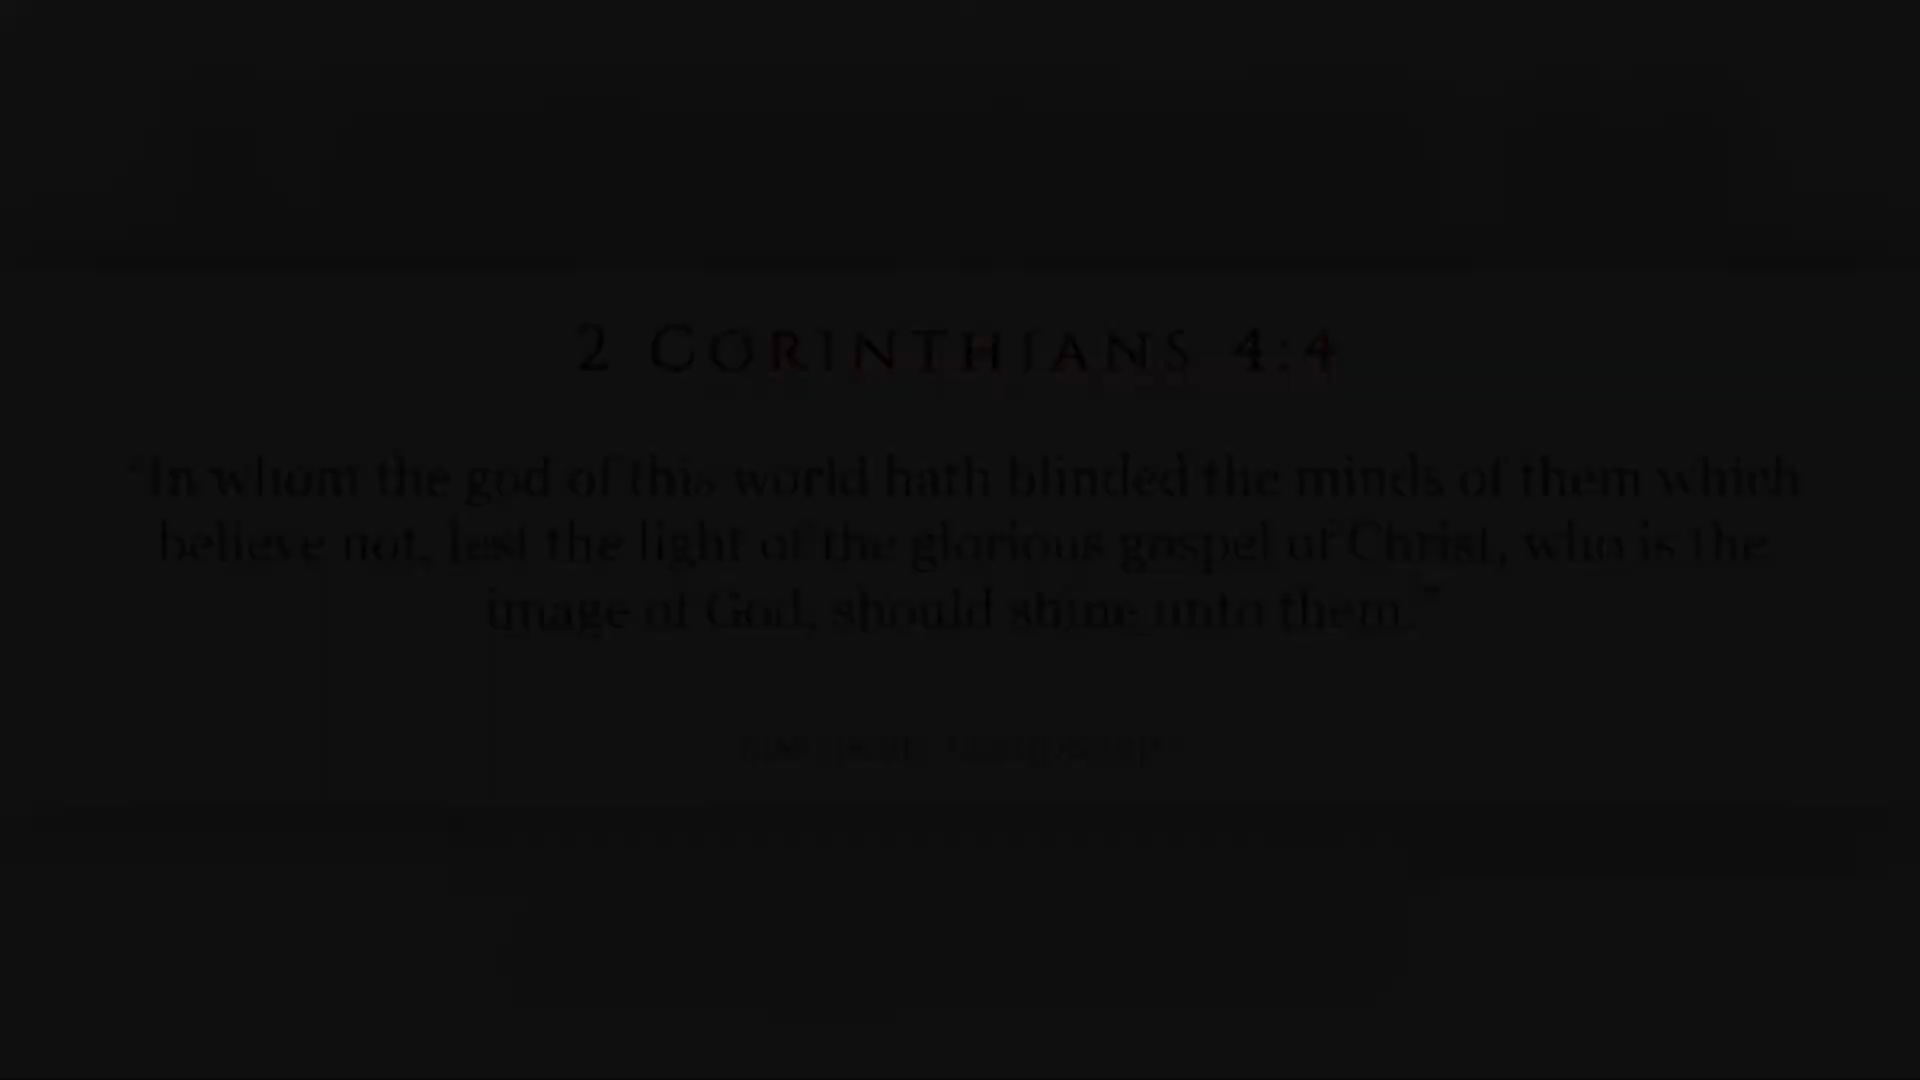 2 CORINTHIANS 4:4
"In whom the god of this world hath blinded the minds of them which
believe not, lest the light of the glorious gospel of Christ, who is the
image of God, should shine unto them."